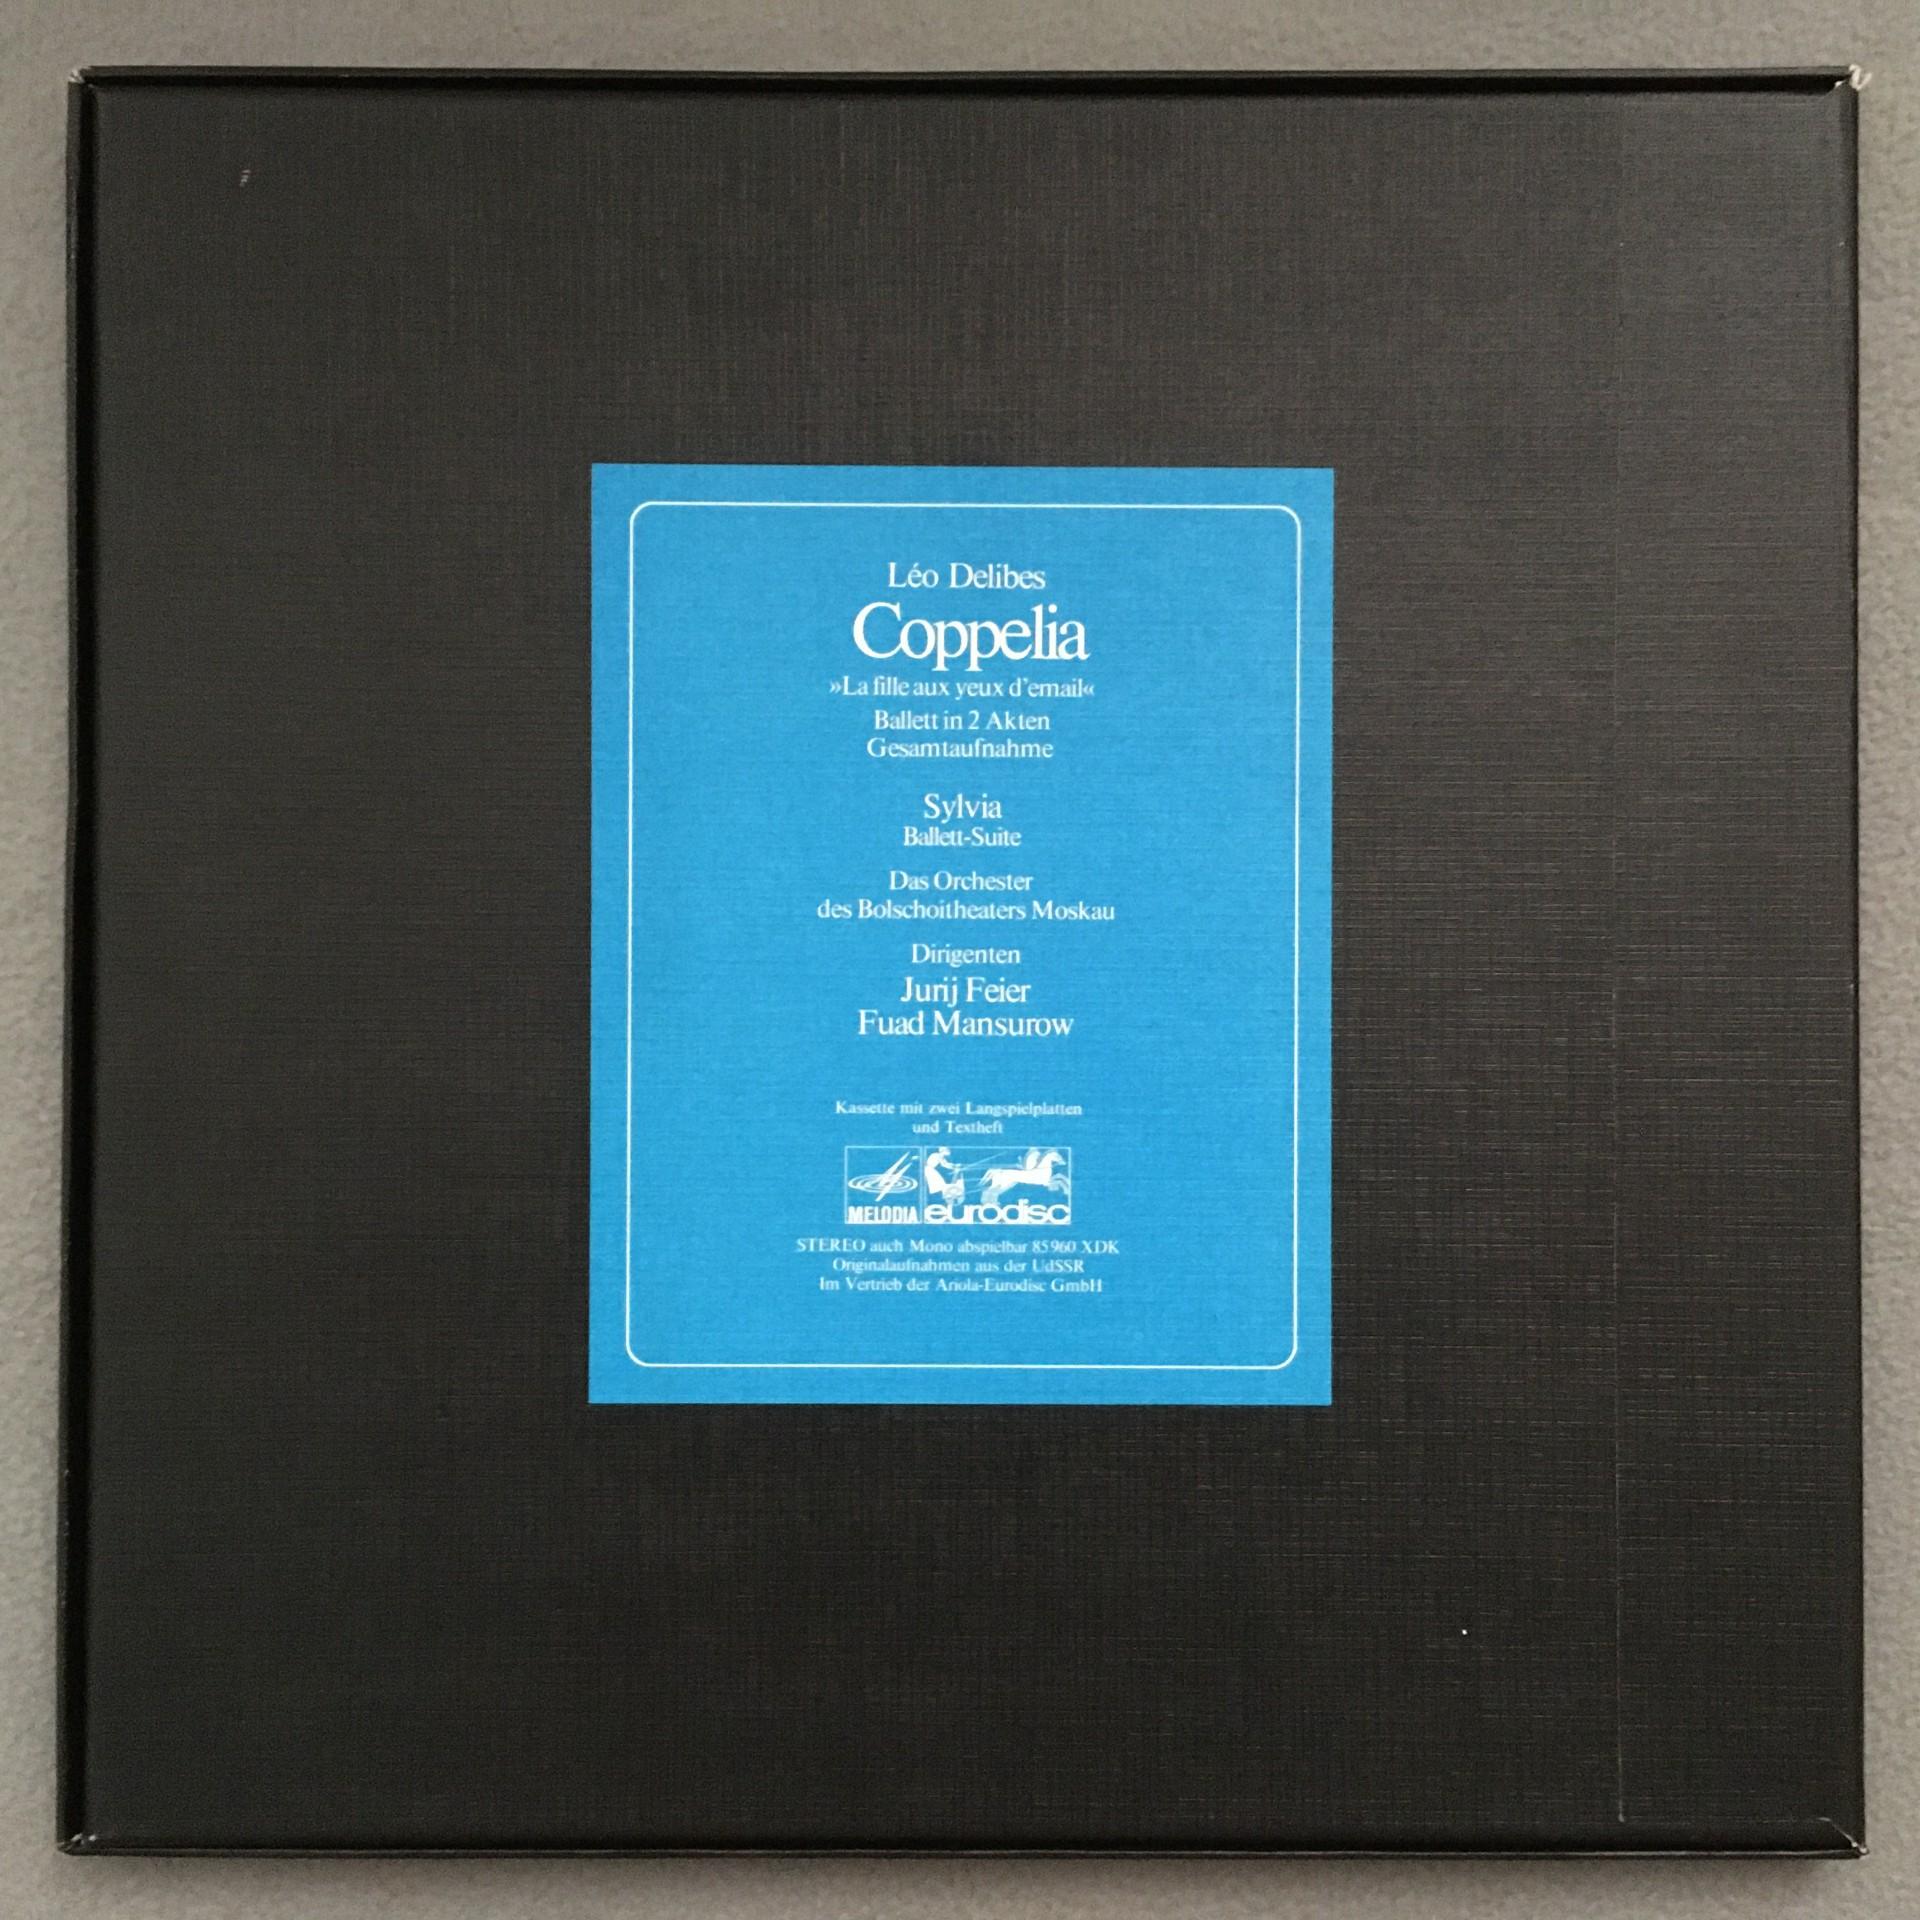 Léo Delibes
Coppelia
»La fille aux yeux d'email«
Ballett in 2 Akten
Gesamtaufnahme
Sylvia
Ballett-Suite
Das Orchester
des Bolschoitheaters Moskau
Dirigenten
Jurij Feier
Fuad Mansurow
Kassette mit zwei Langspielplatten
und Textheft
MELODIA eurodisc
STEREO auch Mono abspielbar 85 960 XDK
Originalaufnahmen aus der UdSSR
Im Vertrieb der Ariola-Eurodisc GmbH